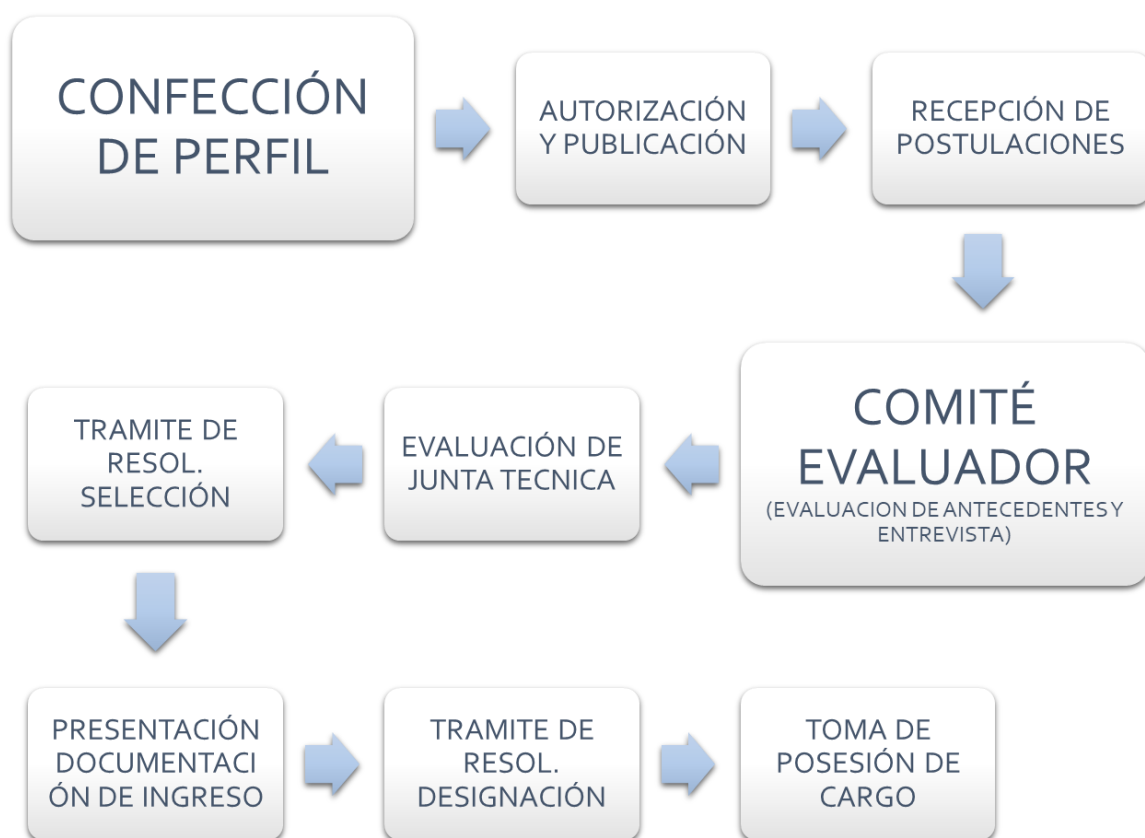 CONFECCIÓN
DE PERFIL
AUTORIZACIÓN
Y PUBLICACIÓN
RECEPCIÓN DE
POSTULACIONES
COMITÉ
EVALUADOR
(EVALUACION DE ANTECEDENTES Y
ENTREVISTA)
EVALUACIÓN DE
JUNTA TECNICA
TRAMITE DE
RESOL.
SELECCIÓN
PRESENTACIÓN
DOCUMENTACI
ÓN DE INGRESO
TRAMITE DE
RESOL.
DESIGNACIÓN
TOMA DE
POSESIÓN DE
CARGO